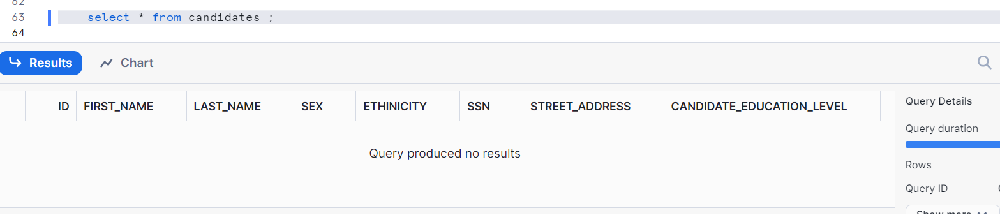 62
63 select * from candidates ;
64
Results Chart
ID FIRST_NAME LAST_NAME SEX ETHINICITY SSN STREET_ADDRESS CANDIDATE_EDUCATION_LEVEL
Query Details
Query duration
Query produced no results
Rows
Query ID
Show more